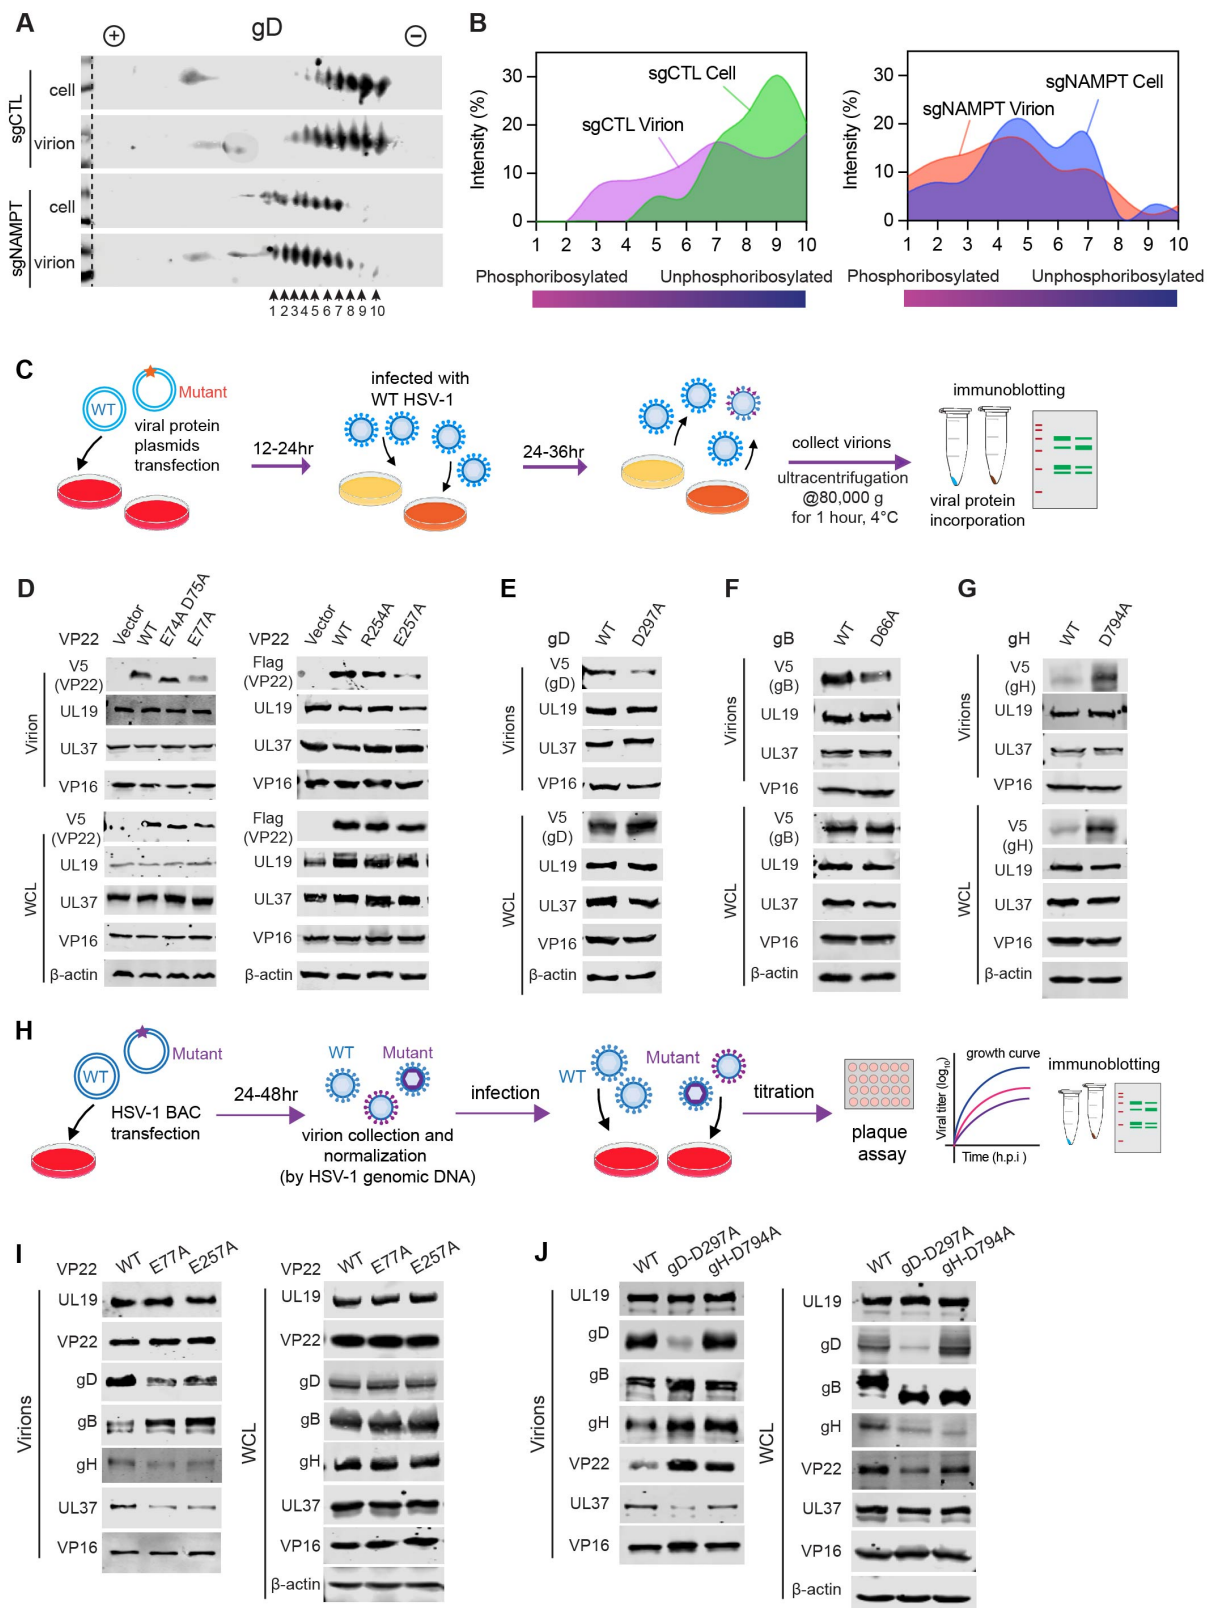 A
gD
+
−
sgCTL
cell
virion
sgNAMPT
cell
virion
1 2 3 4 5 6 7 8 9 10
B
Intensity (%)
30
20
10
0
sgCTL Cell
sgCTL Virion
1 2 3 4 5 6 7 8 9 10
Phosphoribosylated Unphosphoribosylated
Intensity (%)
30
20
10
0
sgNAMPT Cell
sgNAMPT Virion
1 2 3 4 5 6 7 8 9 10
Phosphoribosylated Unphosphoribosylated
C
WT
Mutant
viral protein
plasmids
transfection
12-24hr
infected with
WT HSV-1
24-36hr
collect virions
ultracentrifugation
@80,000 g
for 1 hour, 4°C
immunoblotting
viral protein
incorporation
D
VP22 Vector WT E74A D75A E77A
Virion
V5
(VP22)
UL19
UL37
VP16
WCL
V5
(VP22)
UL19
UL37
VP16
β-actin
VP22 Vector WT R254A E257A
Flag
(VP22)
UL19
UL37
VP16
Flag
(VP22)
UL19
UL37
VP16
β-actin
E
gD WT D297A
Virions
V5
(gD)
UL19
UL37
VP16
WCL
V5
(gD)
UL19
UL37
VP16
β-actin
F
gB WT D66A
Virions
V5
(gB)
UL19
UL37
VP16
WCL
V5
(gB)
UL19
UL37
VP16
β-actin
G
gH WT D794A
Virions
V5
(gH)
UL19
UL37
VP16
WCL
V5
(gH)
UL19
UL37
VP16
β-actin
H
WT
Mutant
HSV-1 BAC
transfection
24-48hr
WT
Mutant
virion collection and
normalization
(by HSV-1 genomic DNA)
infection
WT
Mutant
titration
plaque
assay
Viral titer (log10)
growth curve
Time (h.p.i )
immunoblotting
I
VP22 WT E77A E257A
Virions
UL19
VP22
gD
gB
gH
UL37
VP16
VP22 WT E77A E257A
WCL
UL19
VP22
gD
gB
gH
UL37
VP16
β-actin
J
WT gD-D297A gH-D794A
Virions
UL19
gD
gB
gH
VP22
UL37
VP16
WT gD-D297A gH-D794A
WCL
UL19
gD
gB
gH
VP22
UL37
VP16
β-actin